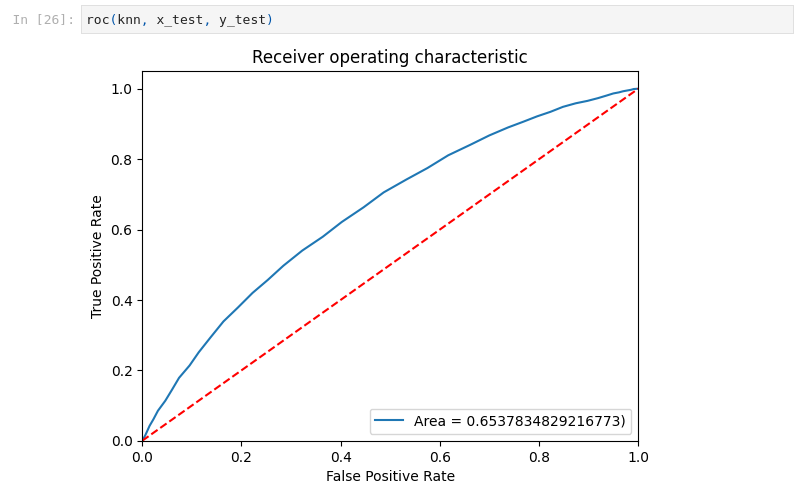 In [26]: roc(knn, x_test, y_test)
Receiver operating characteristic
1.0
0.8
0.6
0.4
0.2
0.0
True Positive Rate
Area = 0.6537834829216773)
0.0 0.2 0.4 0.6 0.8 1.0
False Positive Rate